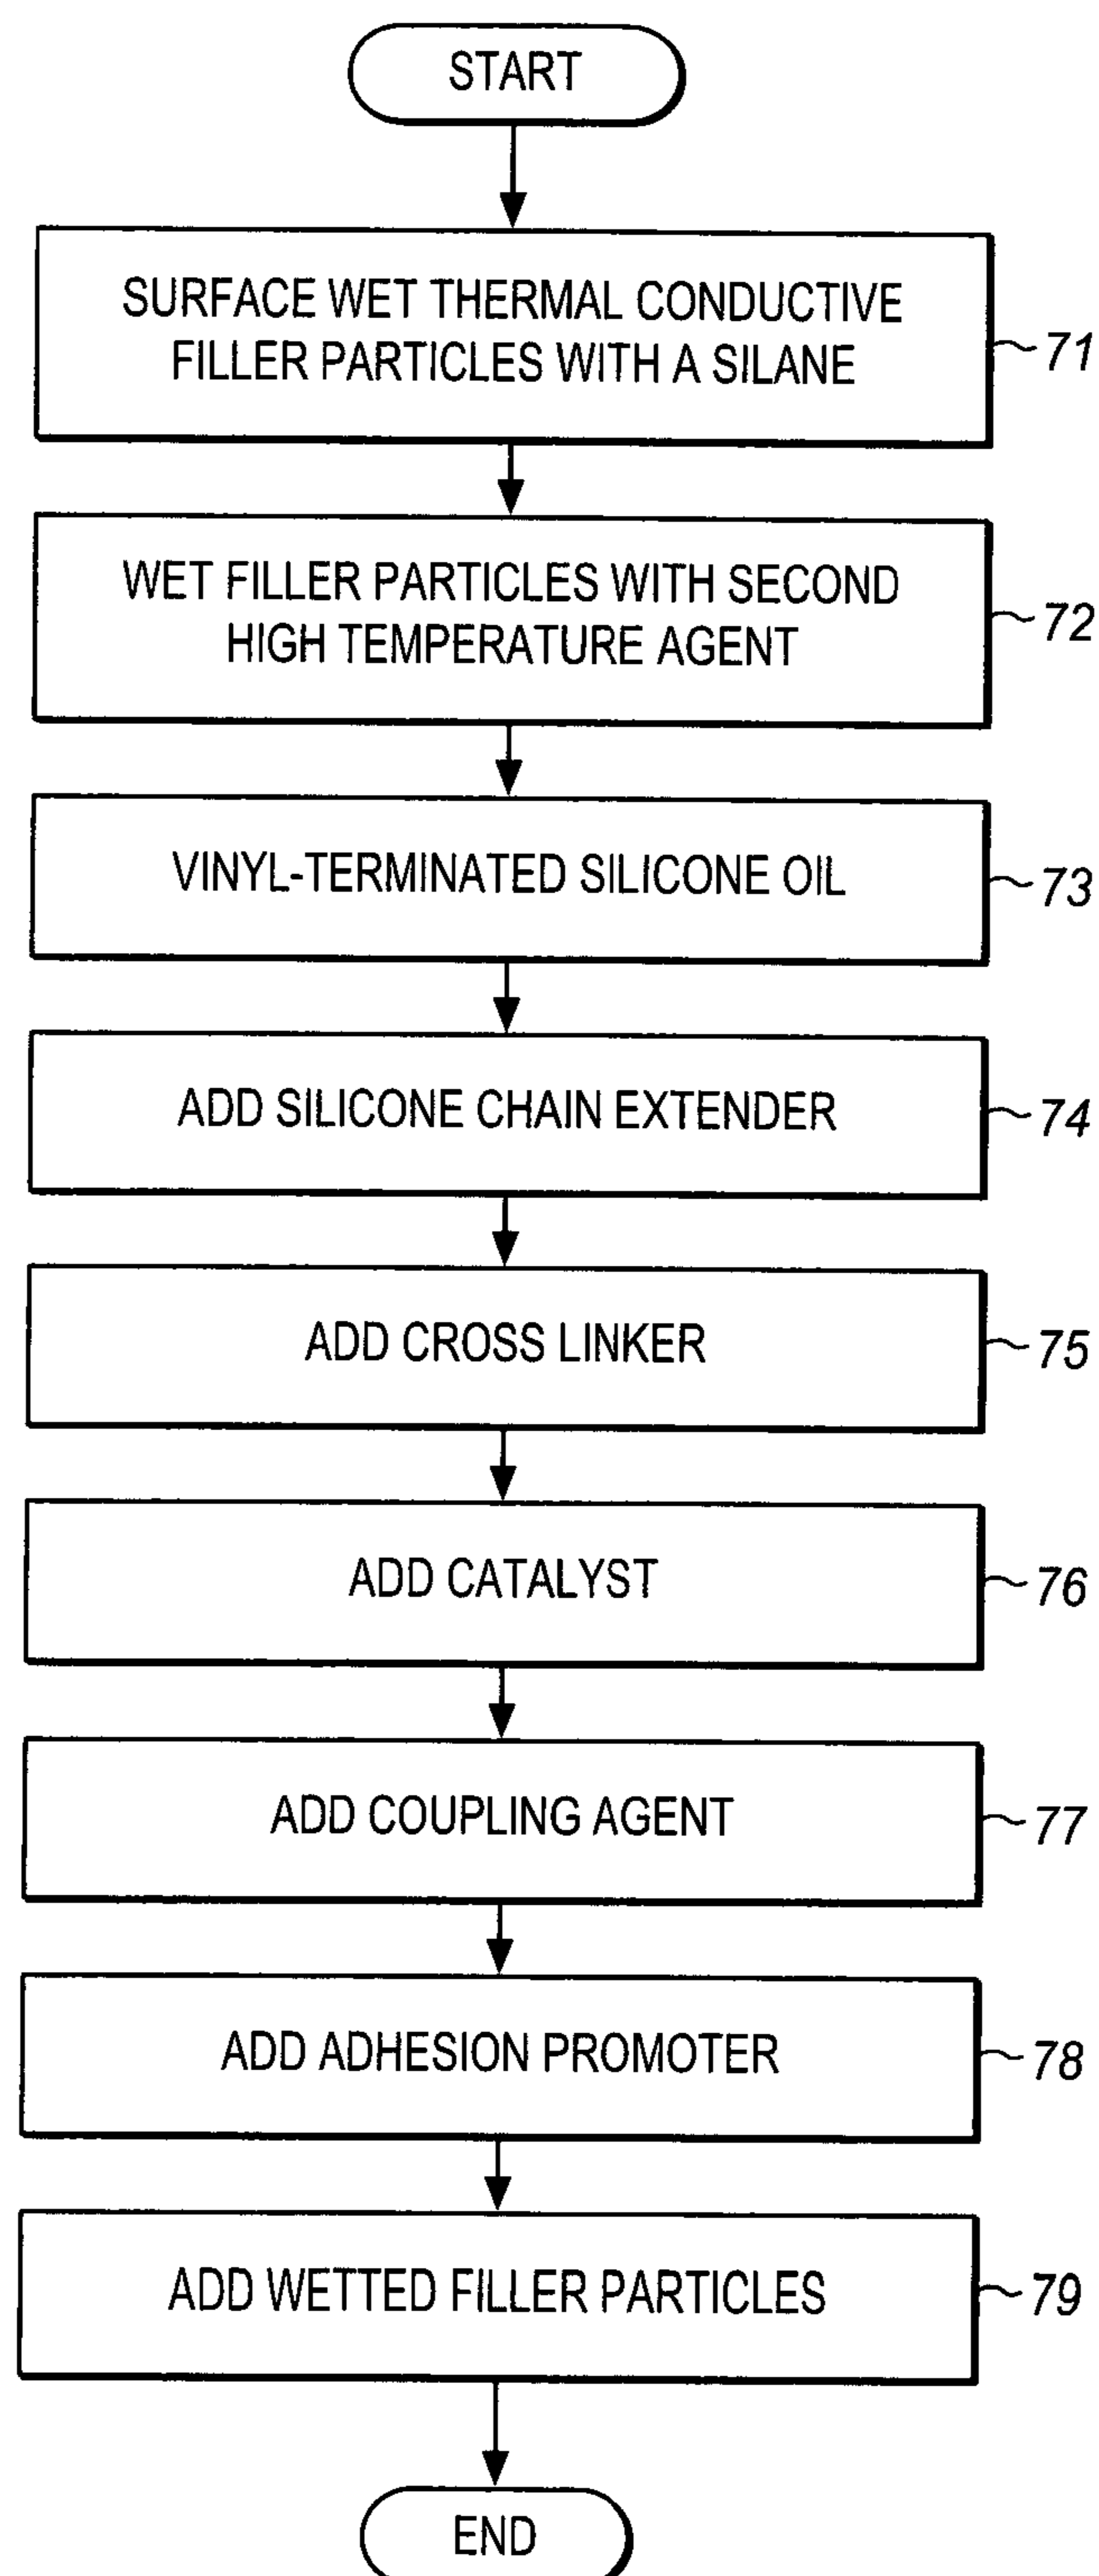 START
SURFACE WET THERMAL CONDUCTIVE
FILLER PARTICLES WITH A SILANE
71
WET FILLER PARTICLES WITH SECOND
HIGH TEMPERATURE AGENT
72
VINYL-TERMINATED SILICONE OIL
73
ADD SILICONE CHAIN EXTENDER
74
ADD CROSS LINKER
75
ADD CATALYST
76
ADD COUPLING AGENT
77
ADD ADHESION PROMOTER
78
ADD WETTED FILLER PARTICLES
79
END